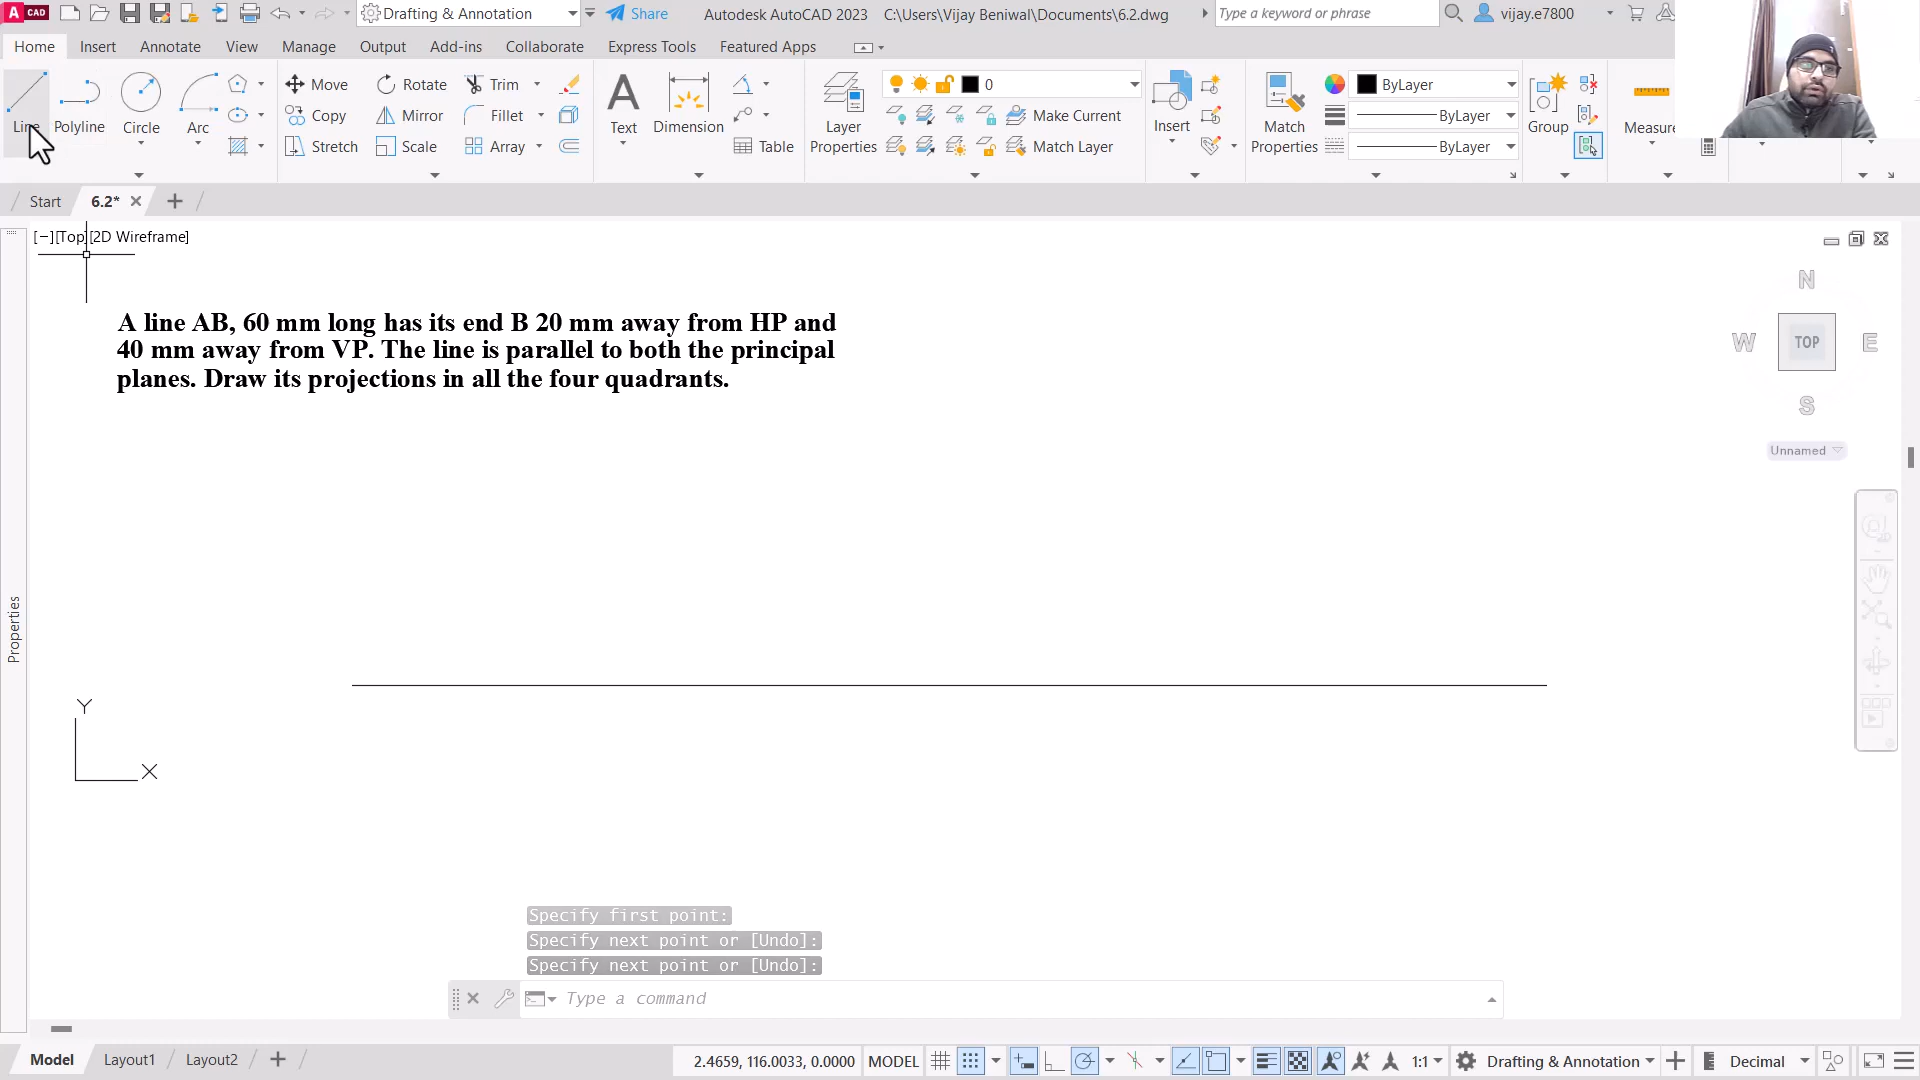 A CAD Drafting & Annotation Share Autodesk AutoCAD 2023 C:\Users\Vijay Beniwal\Documents\6.2.dwg Type a keyword or phrase vijay.e7800
Home Insert Annotate View Manage Output Add-ins Collaborate Express Tools Featured Apps
Line Polyline Circle Arc
Move Rotate Trim
Copy Mirror Fillet
Stretch Scale Array
Text Dimension Table
Layer Properties
0
Make Current
Match Layer
Insert
Match Properties
ByLayer
ByLayer
ByLayer
Group
Measure
Start 6.2* +
[−][Top][2D Wireframe]
N
W TOP E
S
Unnamed
A line AB, 60 mm long has its end B 20 mm away from HP and
40 mm away from VP. The line is parallel to both the principal
planes. Draw its projections in all the four quadrants.
Properties
Y
X
Specify first point:
Specify next point or [Undo]:
Specify next point or [Undo]:
Type a command
Model Layout1 Layout2 + 2.4659, 116.0033, 0.0000 MODEL 1:1 Drafting & Annotation Decimal